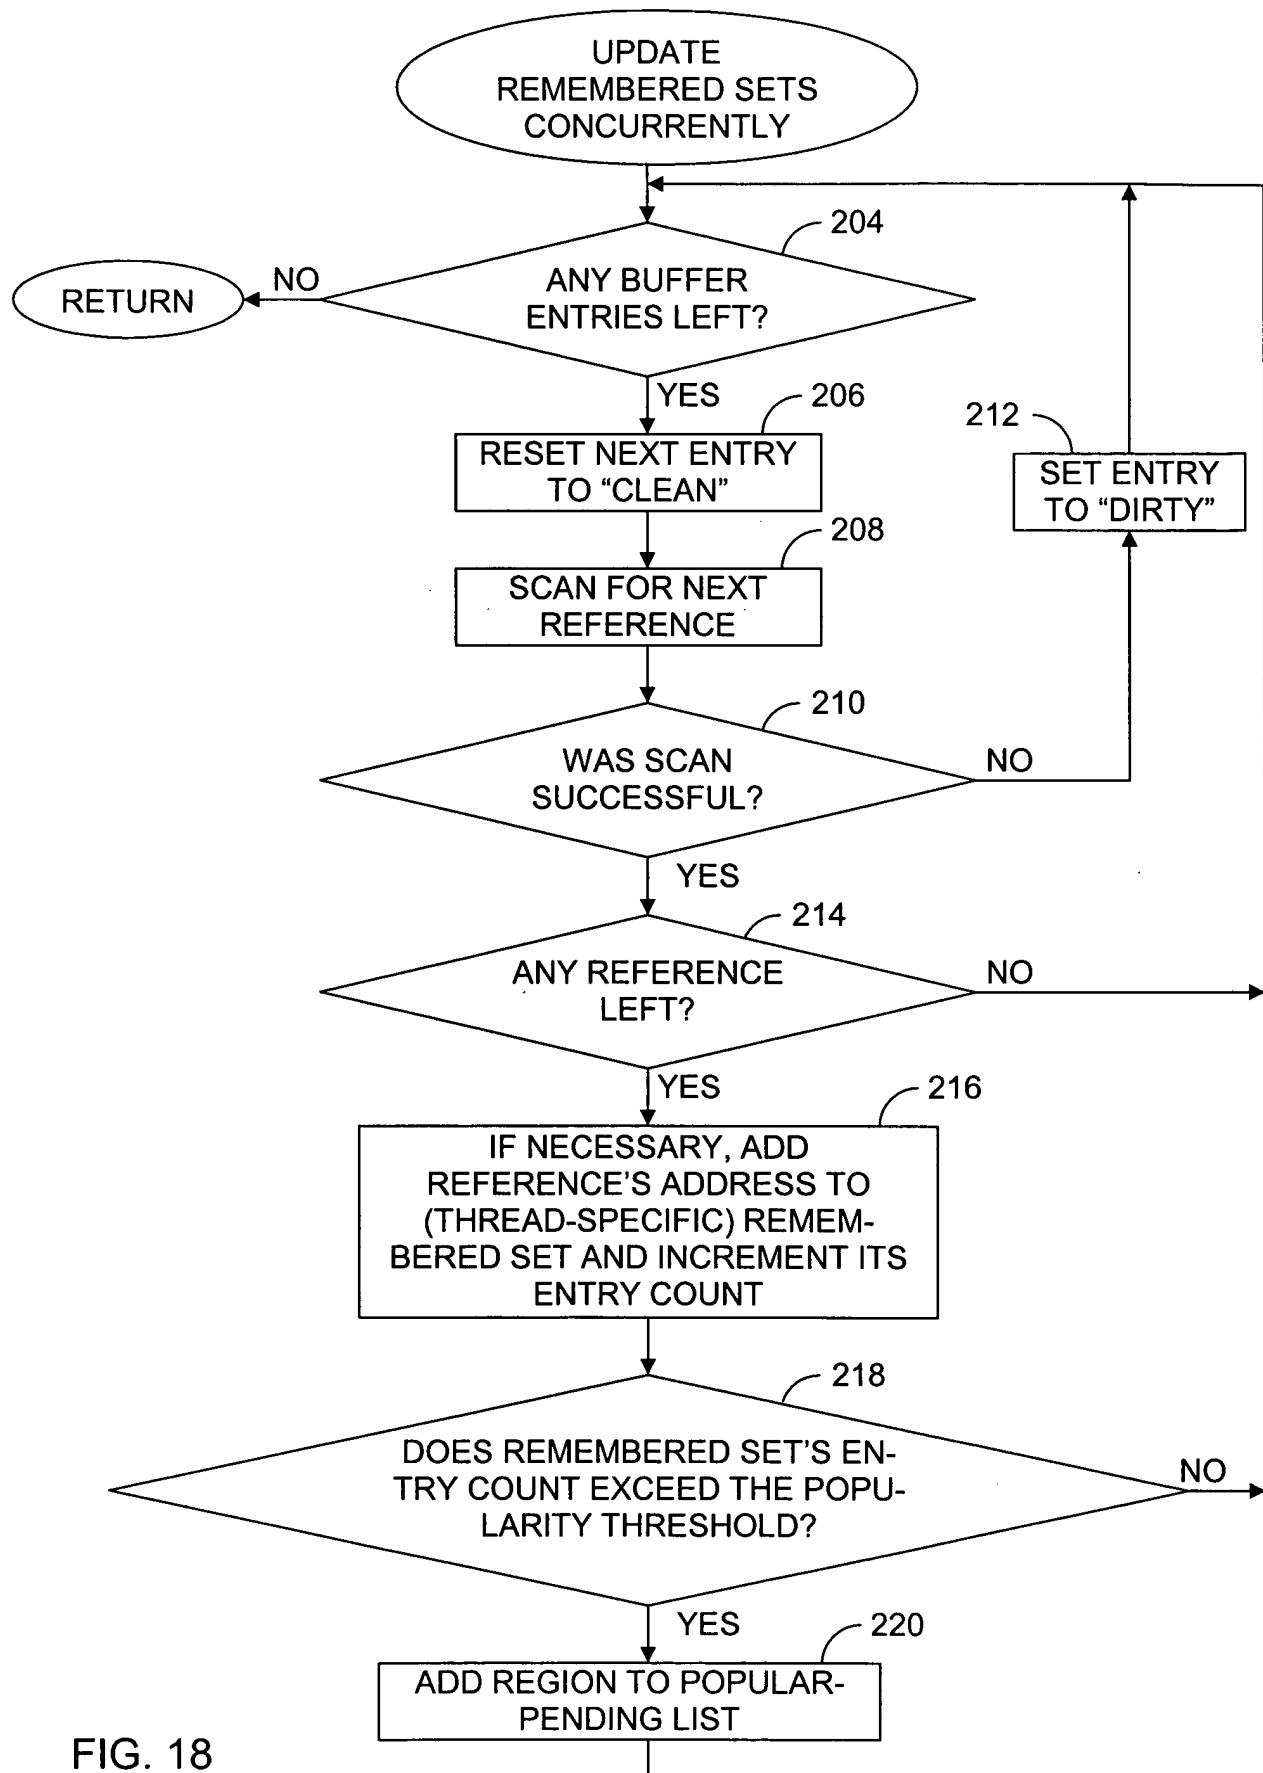 UPDATE
REMEMBERED SETS
CONCURRENTLY
204
NO
RETURN
ANY BUFFER
ENTRIES LEFT?
YES
206
RESET NEXT ENTRY
TO “CLEAN”
212
SET ENTRY
TO “DIRTY”
208
SCAN FOR NEXT
REFERENCE
210
WAS SCAN
SUCCESSFUL?
NO
YES
214
ANY REFERENCE
LEFT?
NO
YES
216
IF NECESSARY, ADD
REFERENCE’S ADDRESS TO
(THREAD-SPECIFIC) REMEM-
BERED SET AND INCREMENT ITS
ENTRY COUNT
218
DOES REMEMBERED SET’S EN-
TRY COUNT EXCEED THE POPU-
LARITY THRESHOLD?
NO
YES
220
ADD REGION TO POPULAR-
PENDING LIST
FIG. 18